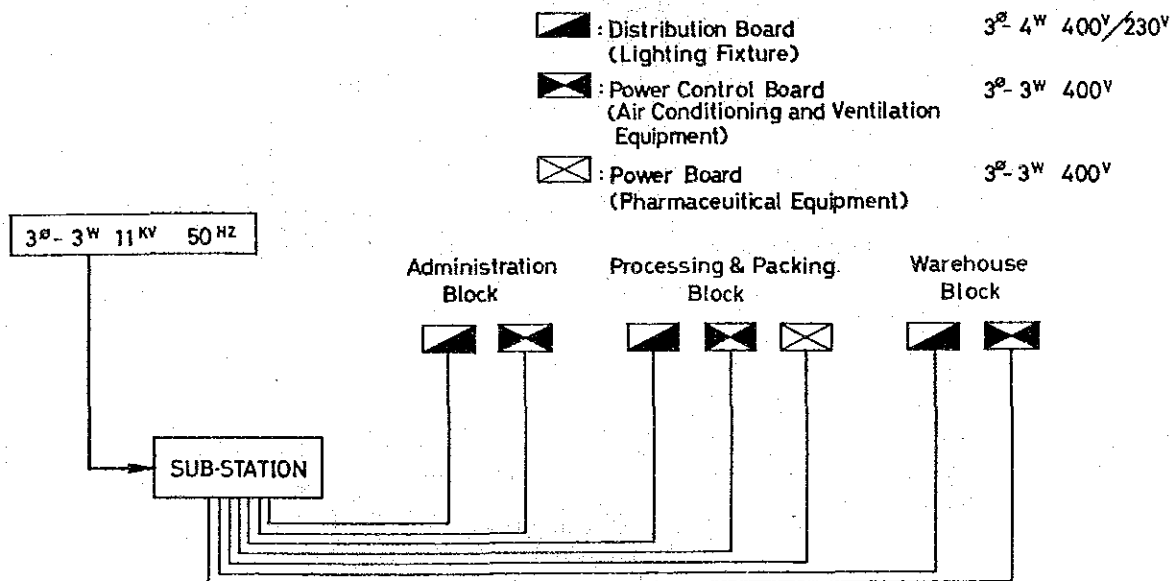 : Distribution Board 3ø- 4W 400V/230V
(Lighting Fixture)
: Power Control Board 3ø- 3W 400V
(Air Conditioning and Ventilation
Equipment)
: Power Board 3ø- 3W 400V
(Pharmaceuitical Equipment)
3ø- 3W 11KV 50HZ
Administration
Block
Processing & Packing.
Block
Warehouse
Block
SUB-STATION